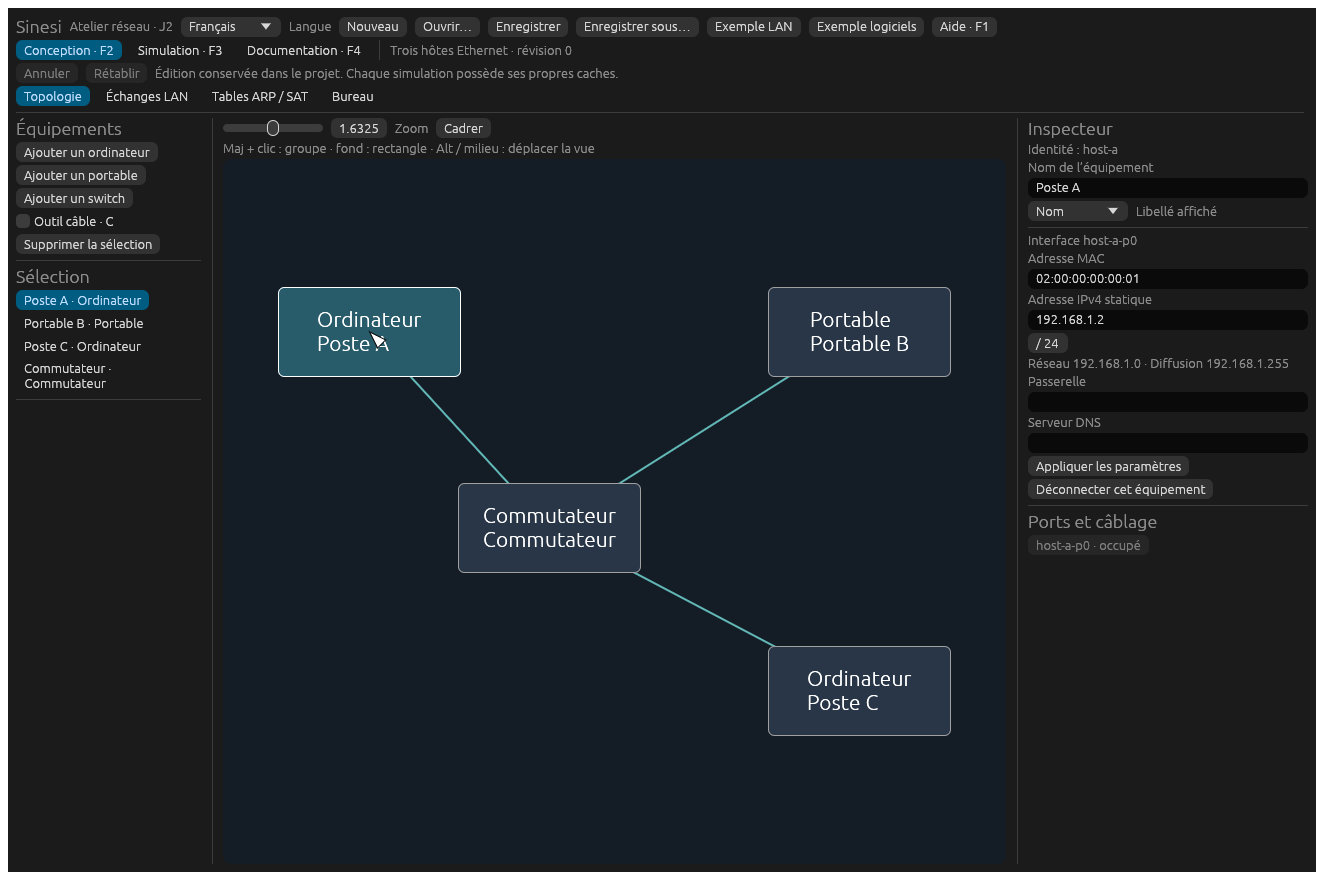 Sinesi Atelier réseau · J2 Français Langue Nouveau Ouvrir… Enregistrer Enregistrer sous… Exemple LAN Exemple logiciels Aide · F1
Conception · F2 Simulation · F3 Documentation · F4 Trois hôtes Ethernet · révision 0
Annuler Rétablir Édition conservée dans le projet. Chaque simulation possède ses propres caches.
Topologie Échanges LAN Tables ARP / SAT Bureau
Équipements
Ajouter un ordinateur
Ajouter un portable
Ajouter un switch
Outil câble · C
Supprimer la sélection
Sélection
Poste A · Ordinateur
Portable B · Portable
Poste C · Ordinateur
Commutateur ·
Commutateur
1.6325 Zoom Cadrer
Maj + clic : groupe · fond : rectangle · Alt / milieu : déplacer la vue
Ordinateur
Poste A
Portable
Portable B
Commutateur
Commutateur
Ordinateur
Poste C
Inspecteur
Identité : host-a
Nom de l’équipement
Poste A
Nom Libellé affiché
Interface host-a-p0
Adresse MAC
02:00:00:00:00:01
Adresse IPv4 statique
192.168.1.2
/ 24
Réseau 192.168.1.0 · Diffusion 192.168.1.255
Passerelle
Serveur DNS
Appliquer les paramètres
Déconnecter cet équipement
Ports et câblage
host-a-p0 · occupé